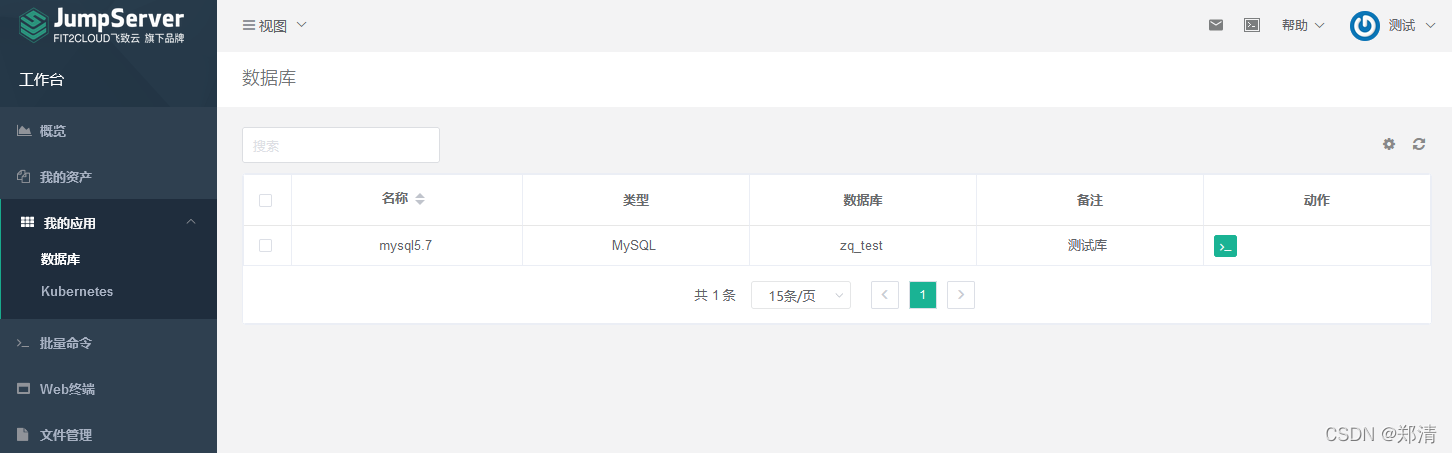 JumpServer
FIT2CLOUD飞致云 旗下品牌
视图
帮助
测试
工作台
数据库
概览
我的资产
我的应用
数据库
Kubernetes
批量命令
Web终端
文件管理
搜索
名称 类型 数据库 备注 动作
mysql5.7 MySQL zq_test 测试库
共 1 条 15条/页 1
CSDN @郑清